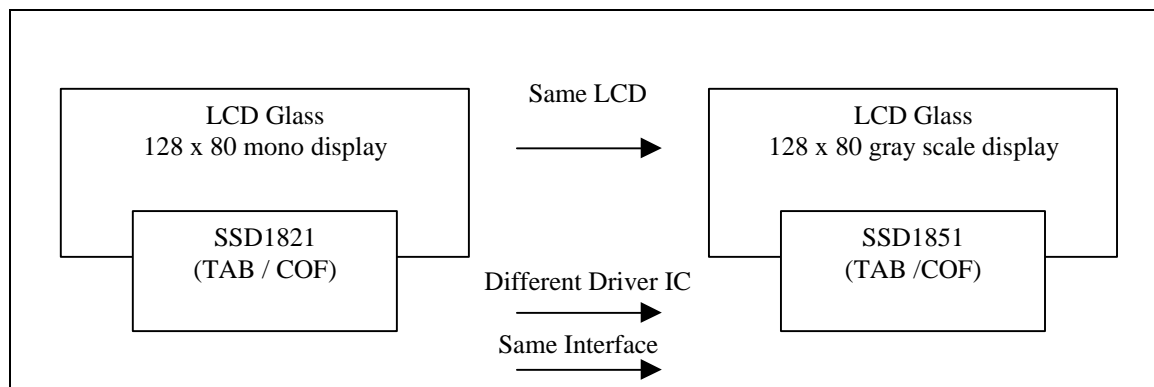 LCD Glass
128 x 80 mono display
SSD1821
(TAB / COF)
Same LCD
Different Driver IC
Same Interface
LCD Glass
128 x 80 gray scale display
SSD1851
(TAB /COF)